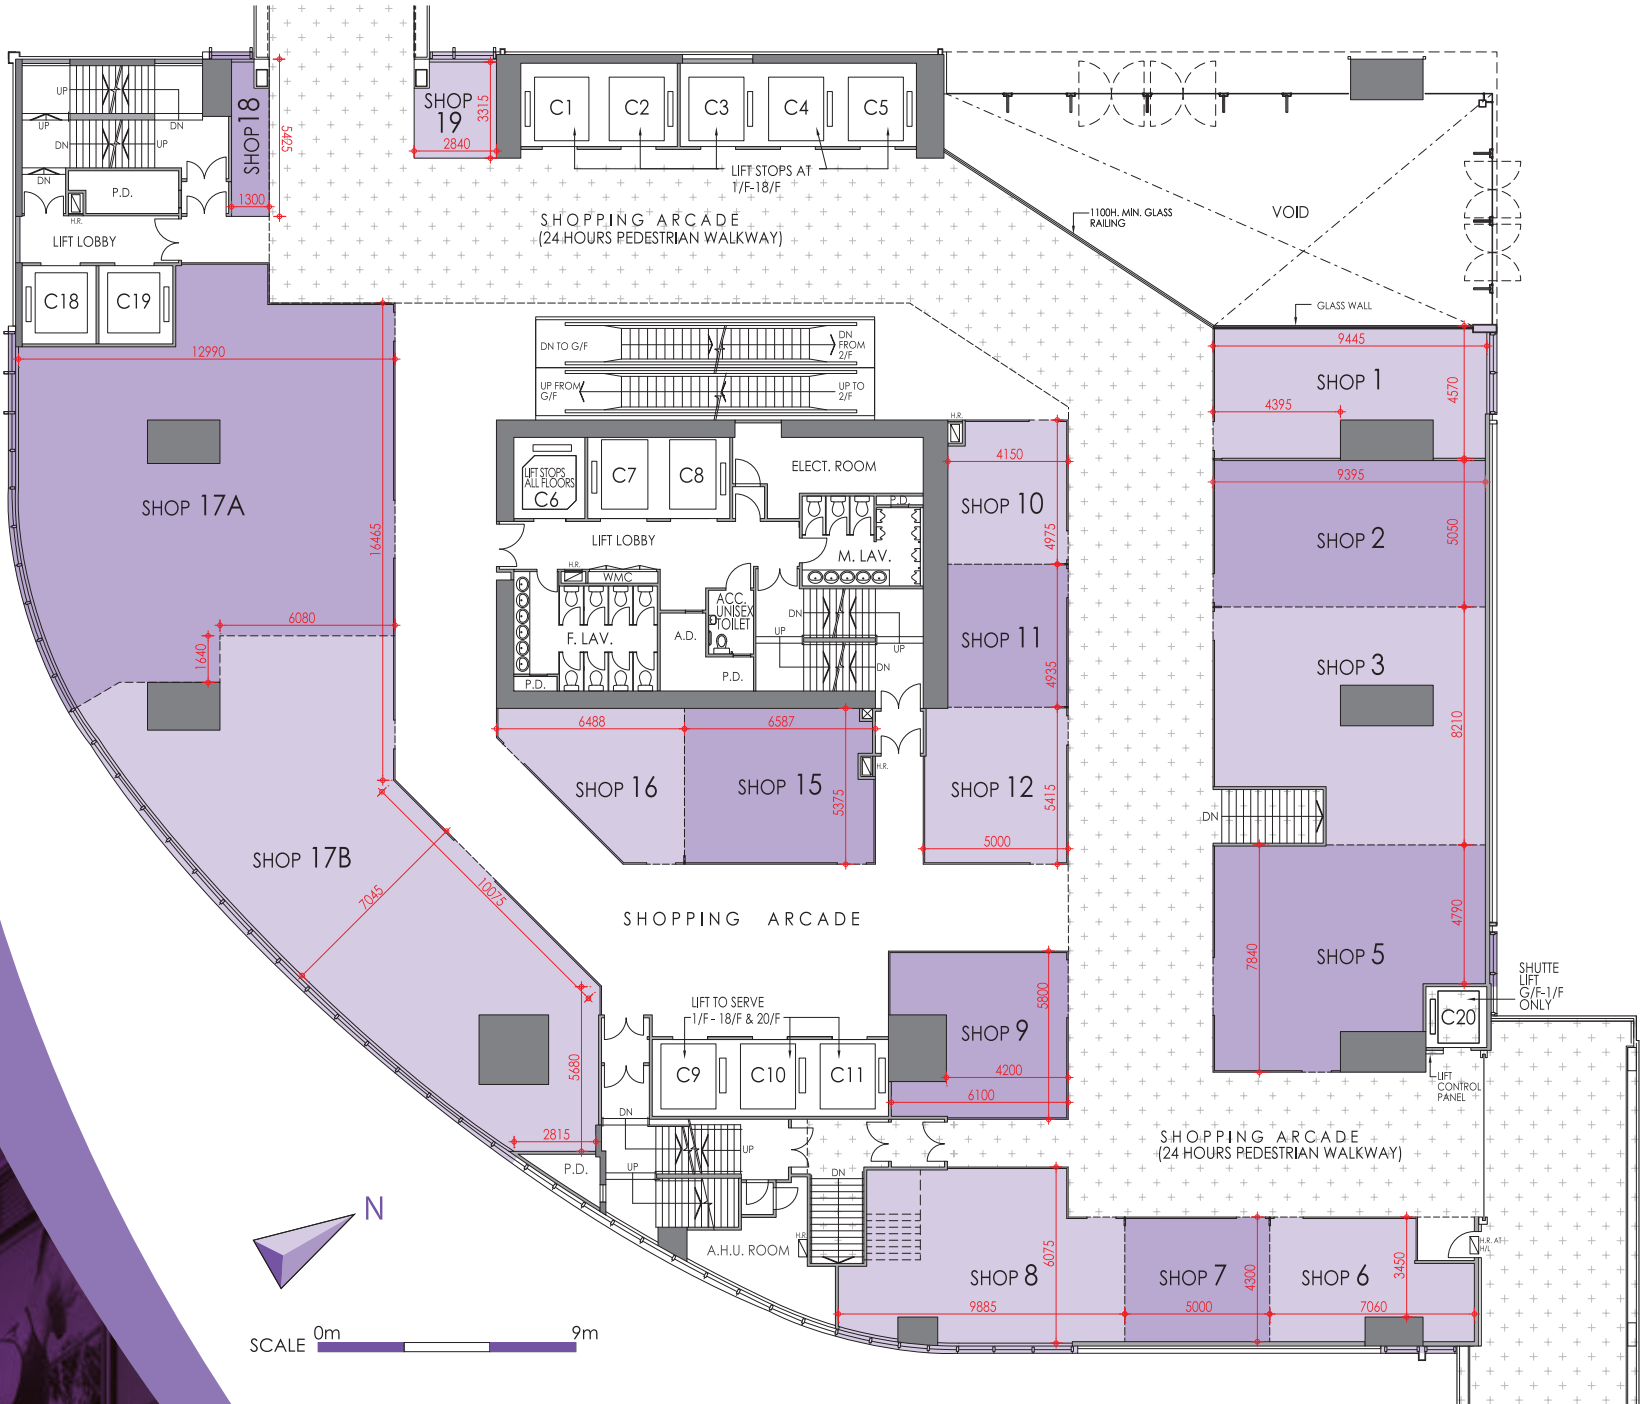 SHOP 18
5425
1300
UP
DN
UP
DN
UP
DN
P.D.
H.R.
LIFT LOBBY
C18
C19
SHOP
19
3315
2840
C1
C2
C3
C4
C5
LIFT STOPS AT
1/F-18/F
SHOPPING ARCADE
(24 HOURS PEDESTRIAN WALKWAY)
1100H. MIN. GLASS
RAILING
VOID
GLASS WALL
DN TO G/F
DN
FROM
2/F
UP FROM
G/F
UP TO
2/F
12990
SHOP 17A
16465
6080
1640
9445
SHOP 1
4570
4395
9395
SHOP 2
5050
SHOP 3
8210
DN
SHOP 5
7840
4790
H.R.
4150
SHOP 10
4975
SHOP 11
4935
SHOP 12
5415
5000
LIFT STOPS
ALL FLOORS
C6
C7
C8
ELECT. ROOM
P.D.
LIFT LOBBY
M. LAV.
H.R.
WMC
ACC.
UNISEX
TOILET
F. LAV.
A.D.
P.D.
P.D.
DN
UP
UP
DN
6488
6587
SHOP 16
SHOP 15
5375
H.R.
SHOP 17B
7045
10075
5680
2815
SHOPPING ARCADE
LIFT TO SERVE
1/F - 18/F & 20/F
C9
C10
C11
SHOP 9
5800
4200
6100
SHUTTE
LIFT
G/F-1/F
ONLY
C20
LIFT
CONTROL
PANEL
SHOPPING ARCADE
(24 HOURS PEDESTRIAN WALKWAY)
DN
UP
UP
P.D.
DN
H.R.
A.H.U. ROOM
SHOP 8
6075
9885
SHOP 7
4300
5000
SHOP 6
3450
7060
H.R. AT
H/L
N
SCALE
0m
9m